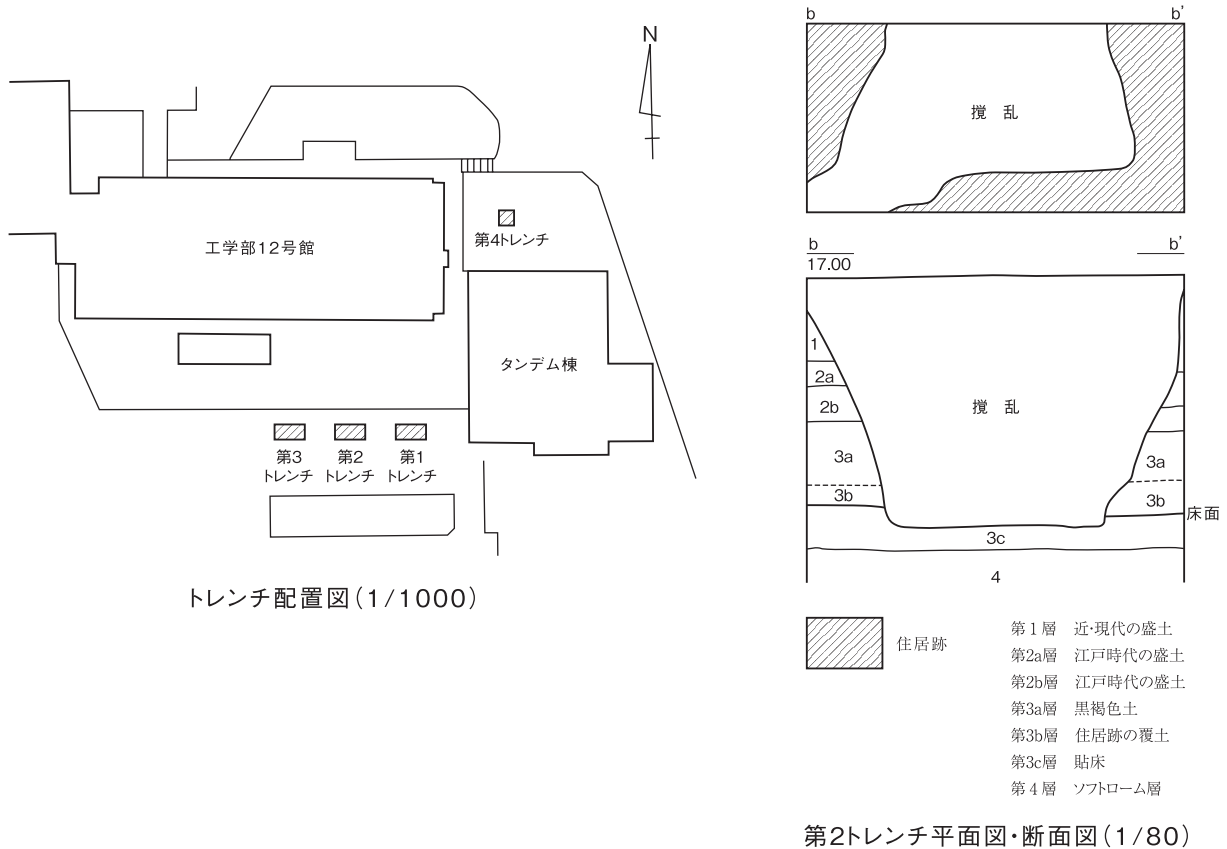 N
工学部12号館
第4トレンチ
タンデム棟
第3
トレンチ
第2
トレンチ
第1
トレンチ
トレンチ配置図(1/1000)
b
b'
撹 乱
b
b'
17.00
1
2a
2b
撹 乱
3a
3a
3b
3b
床面
3c
4
住居跡
第1層 近・現代の盛土
第2a層 江戸時代の盛土
第2b層 江戸時代の盛土
第3a層 黒褐色土
第3b層 住居跡の覆土
第3c層 貼床
第4層 ソフトローム層
第2トレンチ平面図・断面図(1/80)